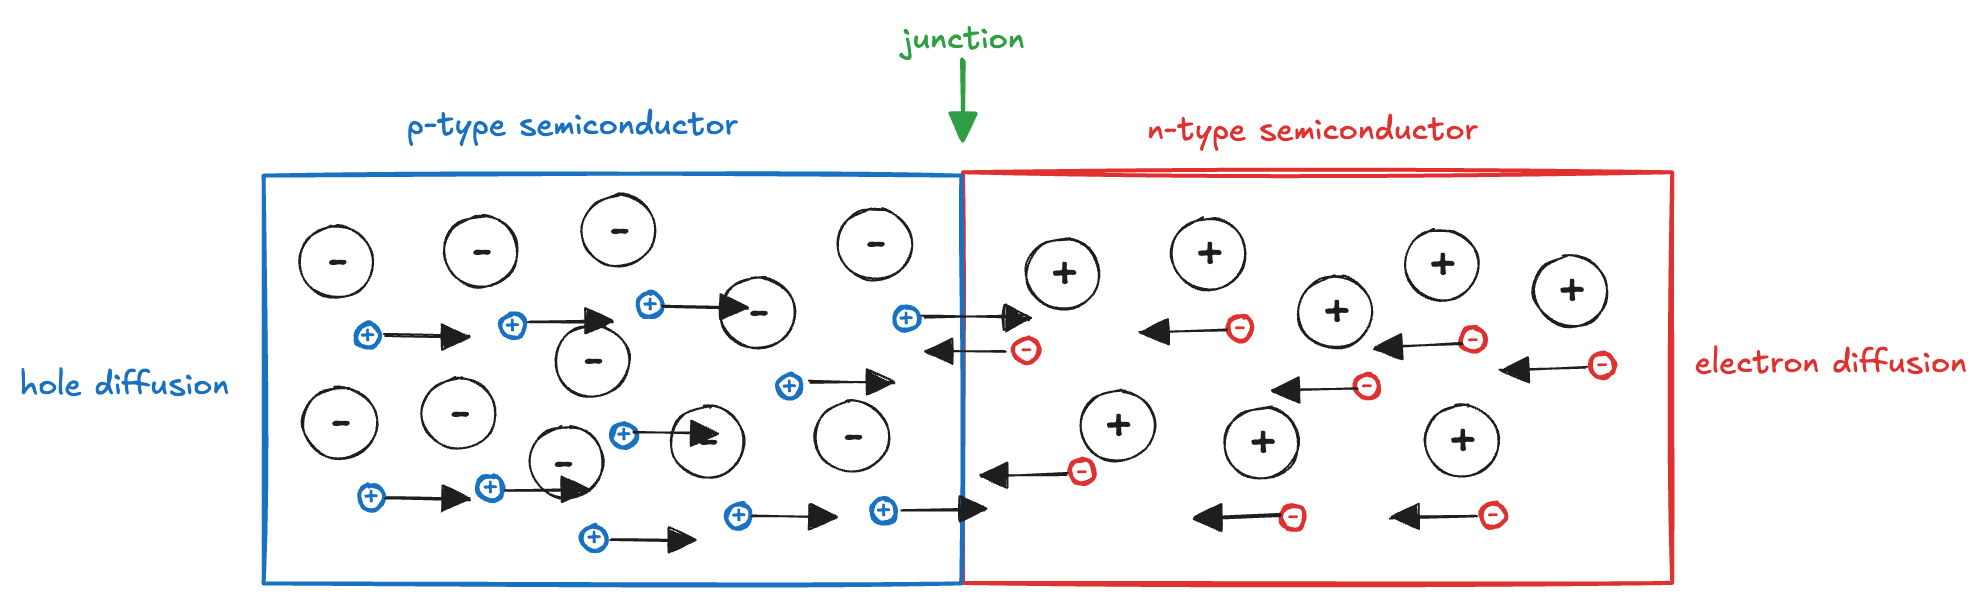 junction
p-type semiconductor
n-type semiconductor
hole diffusion
electron diffusion